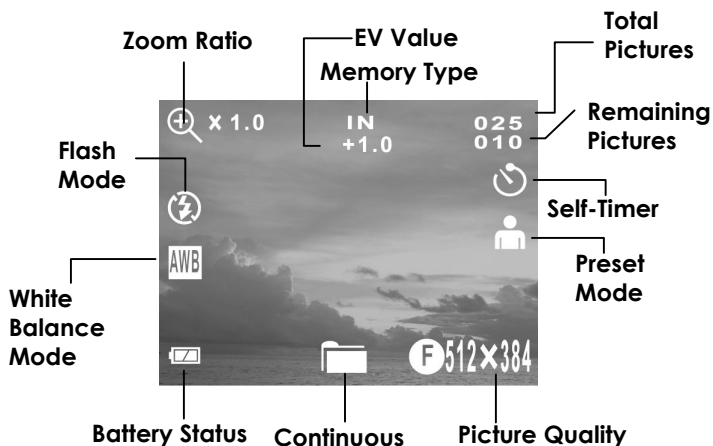 Zoom Ratio
EV Value
Memory Type
Total
Pictures
Remaining
Pictures
x 1.0
IN
+1.0
025
010
Flash
Mode
Self-Timer
AWB
Preset
Mode
White
Balance
Mode
F 512×384
Battery Status
Continuous
Picture Quality